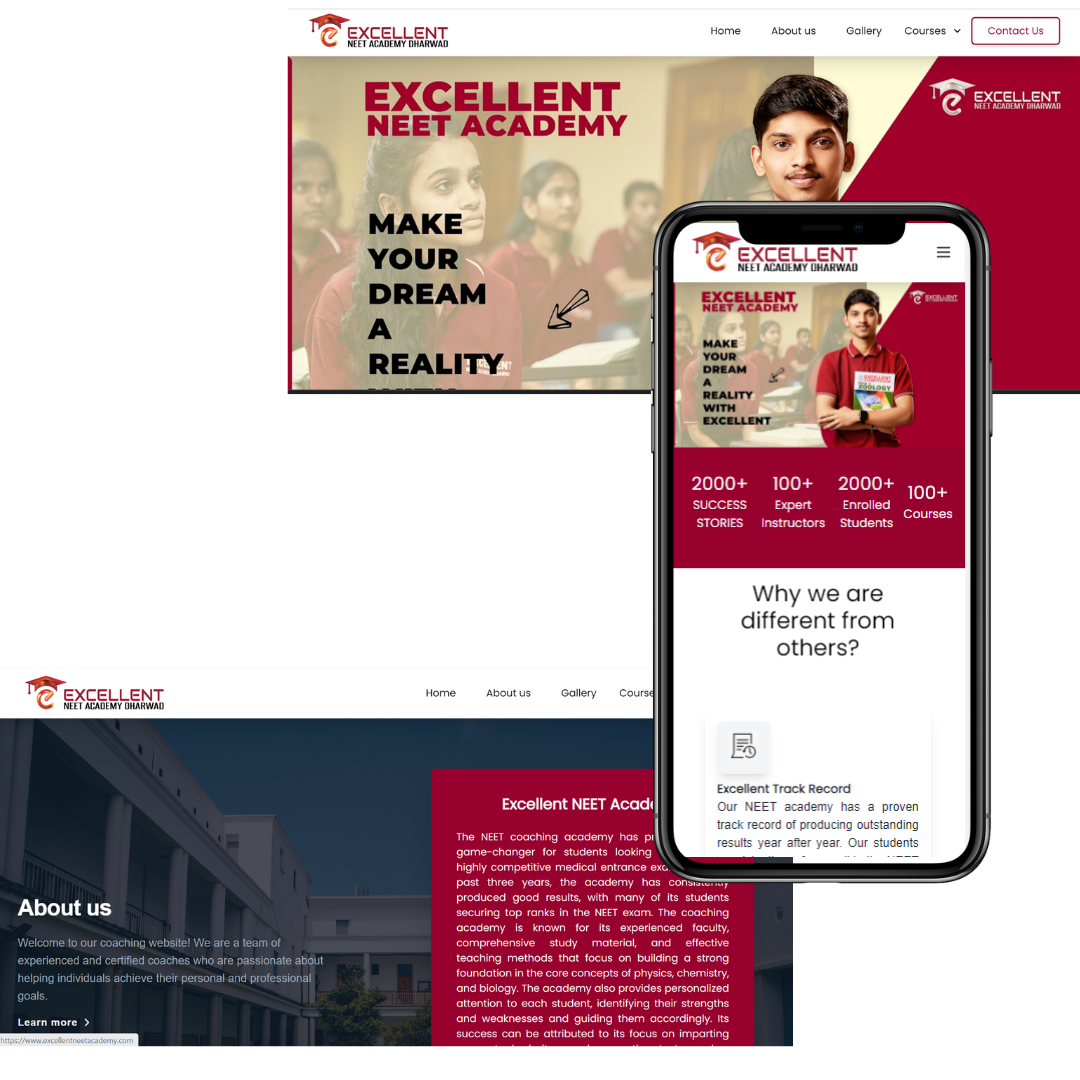 EXCELLENT
NEET ACADEMY DHARWAD
Home About us Gallery Courses Contact Us
EXCELLENT
NEET ACADEMY
EXCELLENT
NEET ACADEMY DHARWAD
MAKE
YOUR
DREAM
A
REALITY
EXCELLENT
NEET ACADEMY DHARWAD
EXCELLENT
NEET ACADEMY
EXCELLENT
MAKE
YOUR
DREAM
A
REALITY
WITH
EXCELLENT
EXCELLENT
ZOOLOGY
2000+ 100+ 2000+ 100+
SUCCESS Expert Enrolled Courses
STORIES Instructors Students
Why we are
different from
others?
Excellent Track Record
Our NEET academy has a proven
track record of producing outstanding
results year after year. Our students
EXCELLENT
NEET ACADEMY DHARWAD
Home About us Gallery Course
Excellent NEET Acade
The NEET coaching academy has
game-changer for students looking
highly competitive medical entrance
past three years, the academy has consistently
produced good results, with many of its students
securing top ranks in the NEET exam. The coaching
academy is known for its experienced faculty,
comprehensive study material, and effective
teaching methods that focus on building a strong
foundation in the core concepts of physics, chemistry,
and biology. The academy also provides personalized
attention to each student, identifying their strengths
and weaknesses and guiding them accordingly. Its
success can be attributed to its focus on imparting
About us
Welcome to our coaching website! We are a team of
experienced and certified coaches who are passionate about
helping individuals achieve their personal and professional
goals.
Learn more
https://www.excellentneetacademy.com